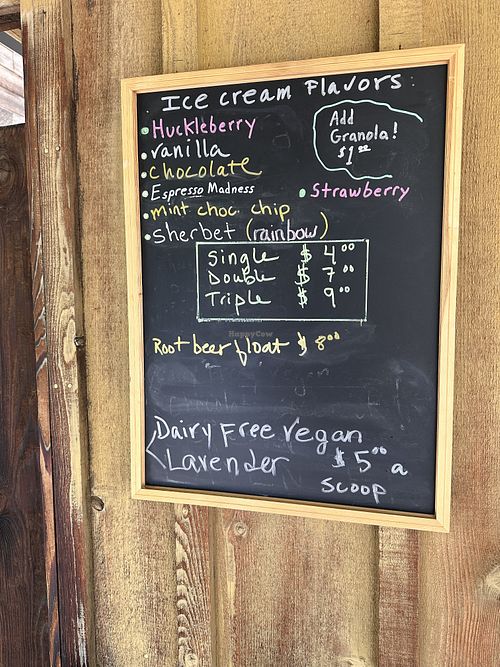 Ice cream Flavors:
Huckleberry
vanilla
chocolate
Espresso Madness
mint choc. chip
sherbet (rainbow)
Add
Granola!
$1.00
Strawberry
Single $ 4.00
Double $ 7.00
Triple $ 9.00
HappyCow
Root beer float $ 8.00
Dairy Free Vegan
Lavender $5.00 a
scoop